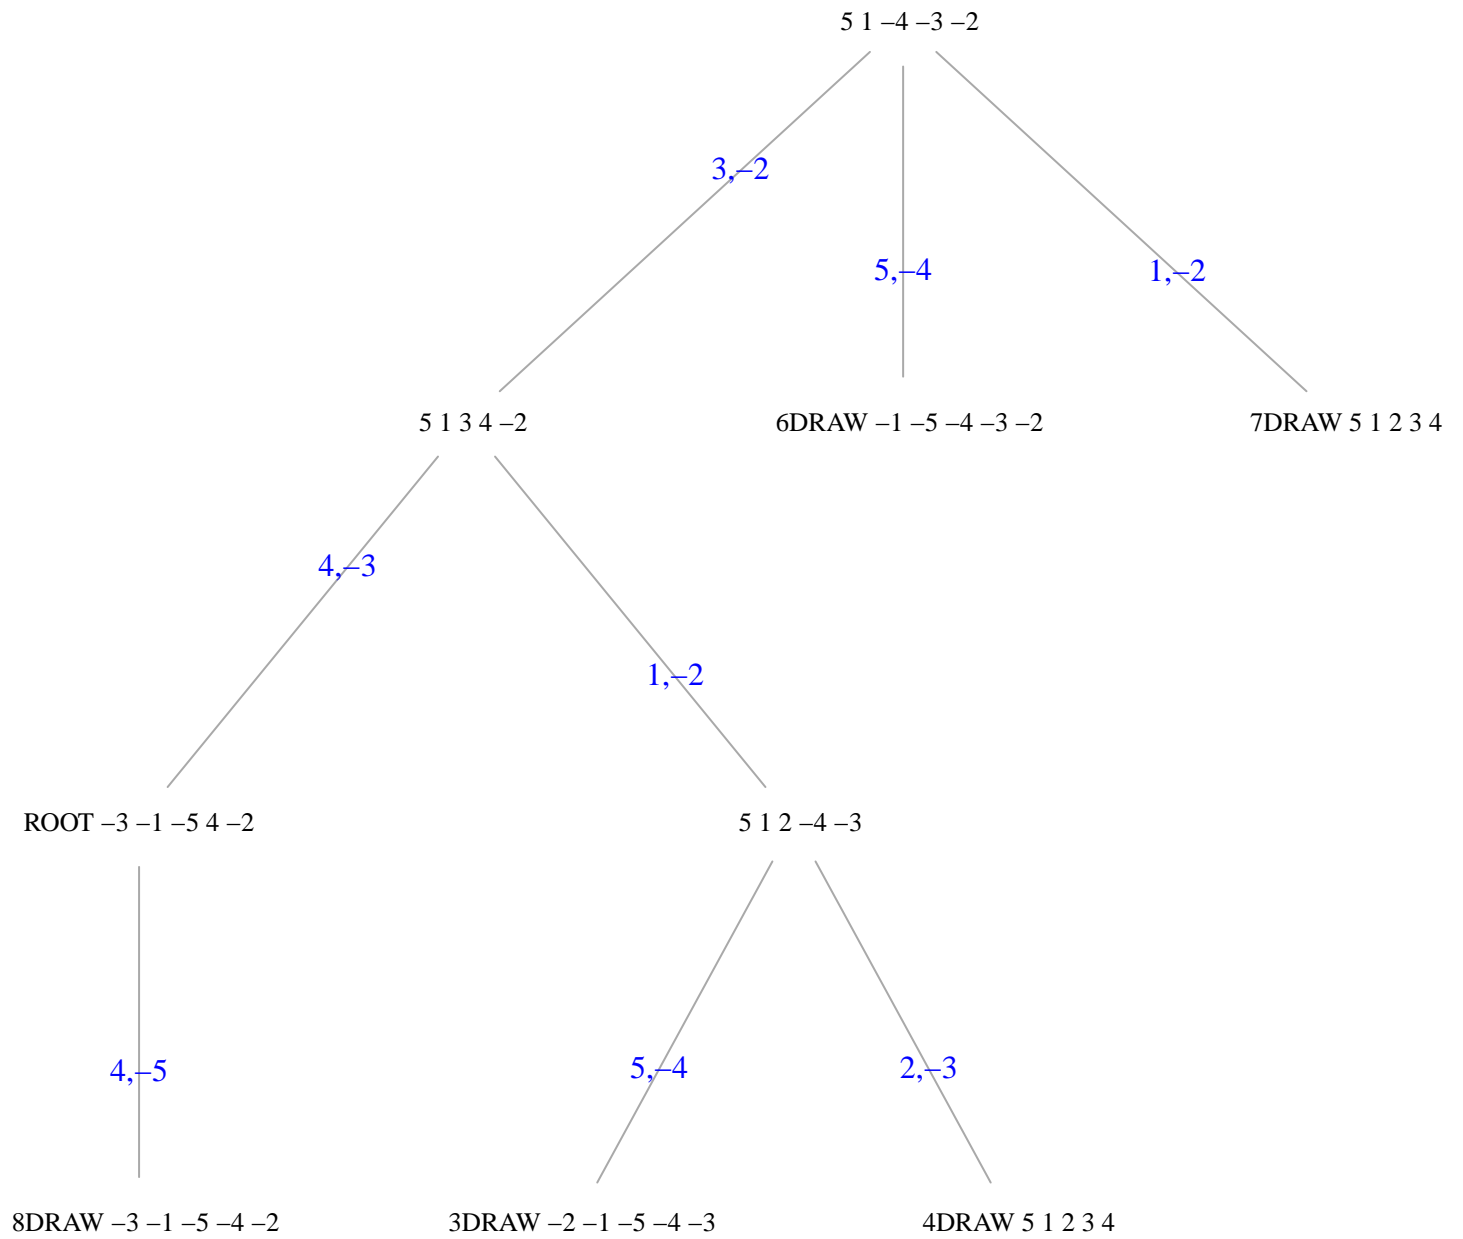 5 1 –4 –3 –2
3,–2
5,–4
1,–2
5 1 3 4 –2
6DRAW –1 –5 –4 –3 –2
7DRAW 5 1 2 3 4
4,–3
1,–2
ROOT –3 –1 –5 4 –2
5 1 2 –4 –3
4,–5
5,–4
2,–3
8DRAW –3 –1 –5 –4 –2
3DRAW –2 –1 –5 –4 –3
4DRAW 5 1 2 3 4